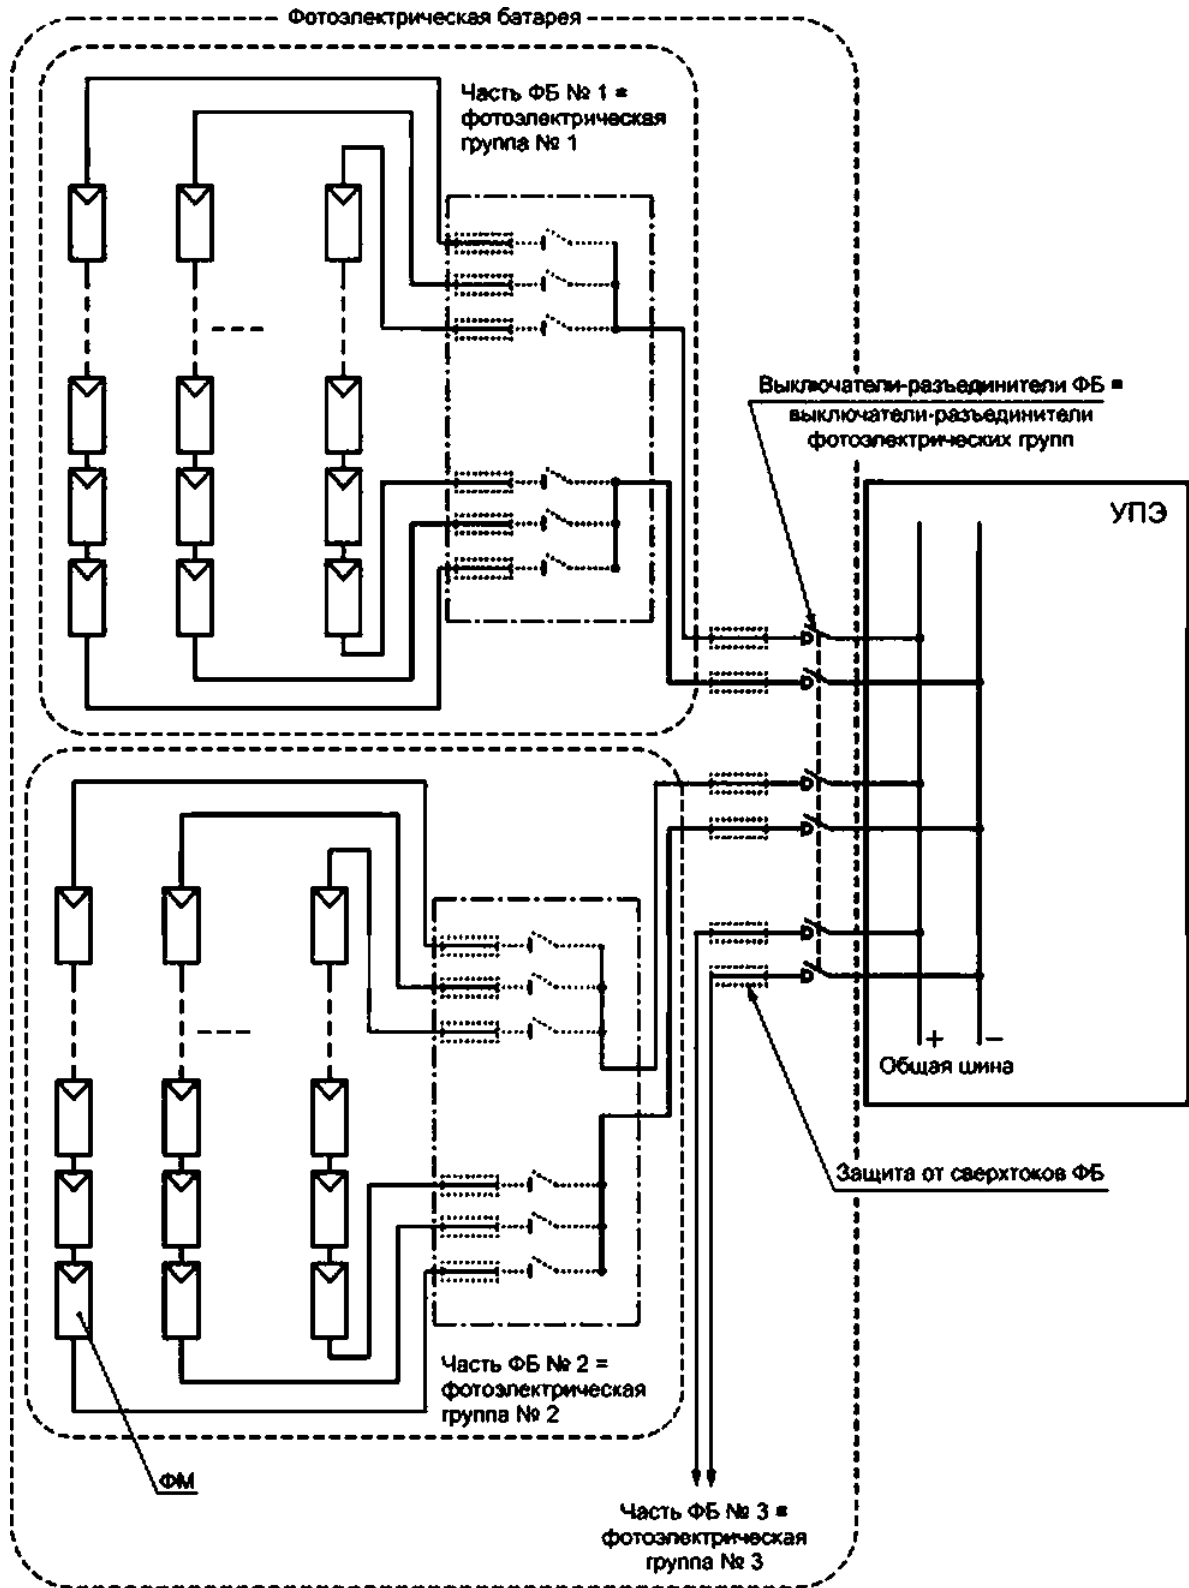 Фотоэлектрическая батарея
Часть ФБ № 1 =
фотоэлектрическая
группа № 1
Выключатели-разъединители ФБ =
выключатели-разъединители
фотоэлектрических групп
УПЭ
+ −
Общая шина
Защита от сверхтоков ФБ
Часть ФБ № 2 =
фотоэлектрическая
группа № 2
ФМ
Часть ФБ № 3 =
фотоэлектрическая
группа № 3